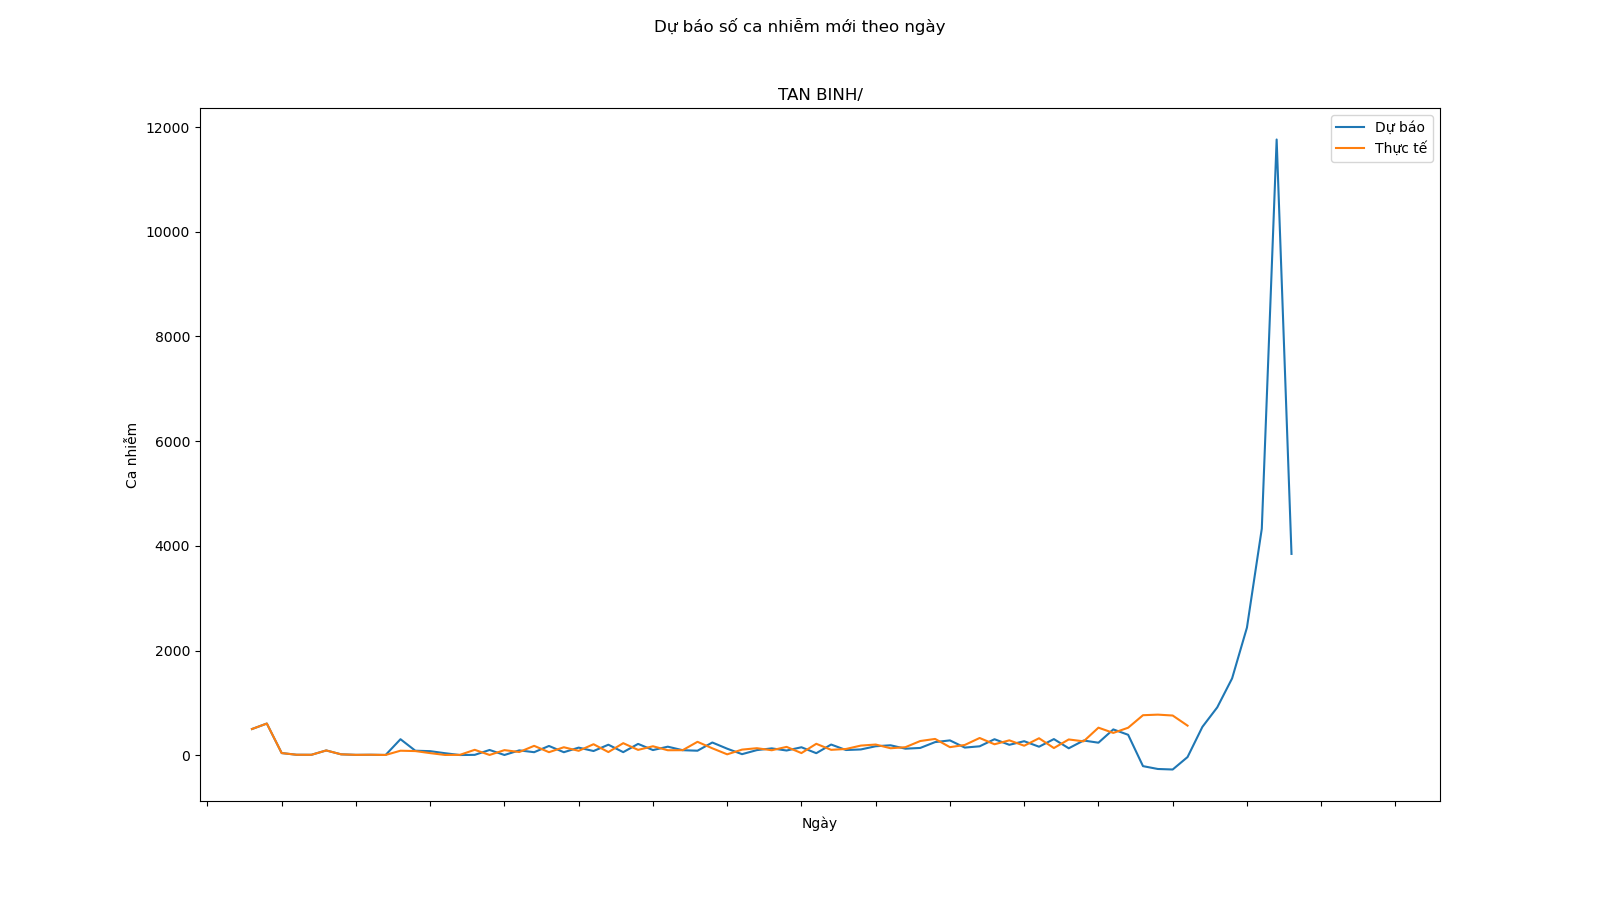 Dự báo số ca nhiễm mới theo ngày
TAN BINH/
Dự báo
Thực tế
12000
10000
8000
6000
4000
2000
0
Ca nhiễm
Ngày